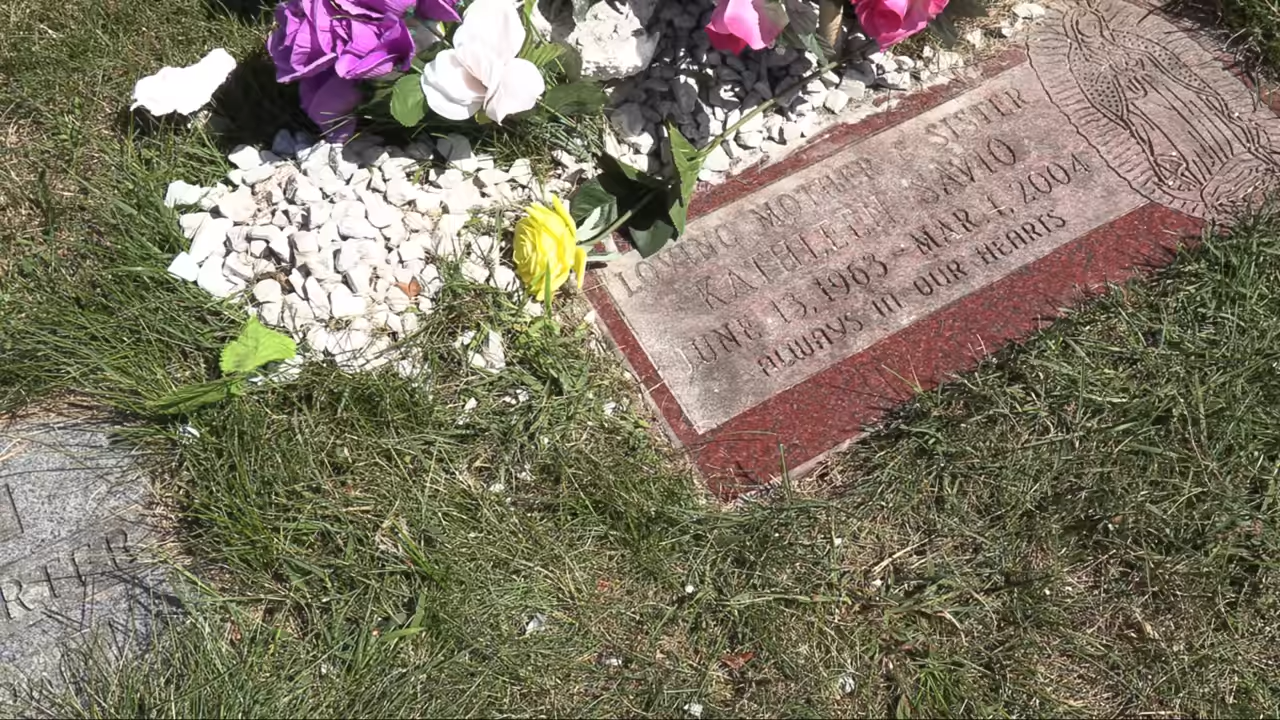 LOVING MOTHER & SISTER
KATHLEEN SAVIO
JUNE 13, 1963 - MAR 1, 2004
ALWAYS IN OUR HEARTS